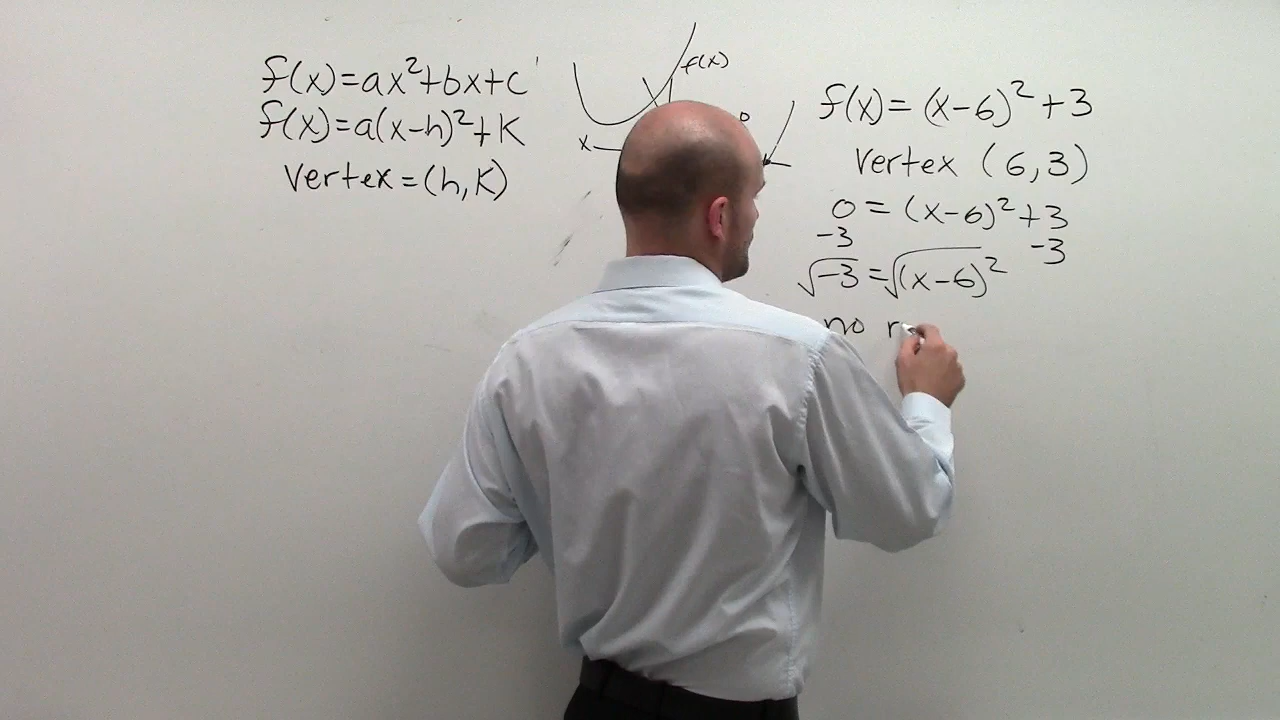 f(x)=ax²+bx+c
f(x)=a(x-h)²+K
Vertex=(h,K)
f(x)
x
f(x)=(x-6)²+3
Vertex (6,3)
0=(x-6)²+3
-3 -3
√-3=√(x-6)²
no r